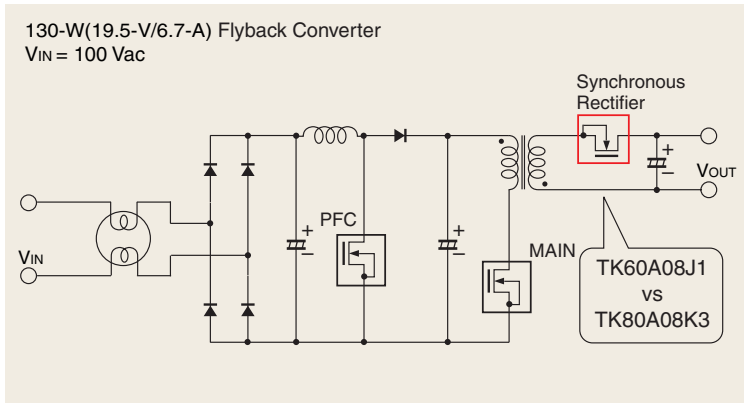 130-W(19.5-V/6.7-A) Flyback Converter
VIN = 100 Vac
Synchronous
Rectifier
+
−
VOUT
PFC
+
−
+
−
MAIN
VIN
TK60A08J1
vs
TK80A08K3